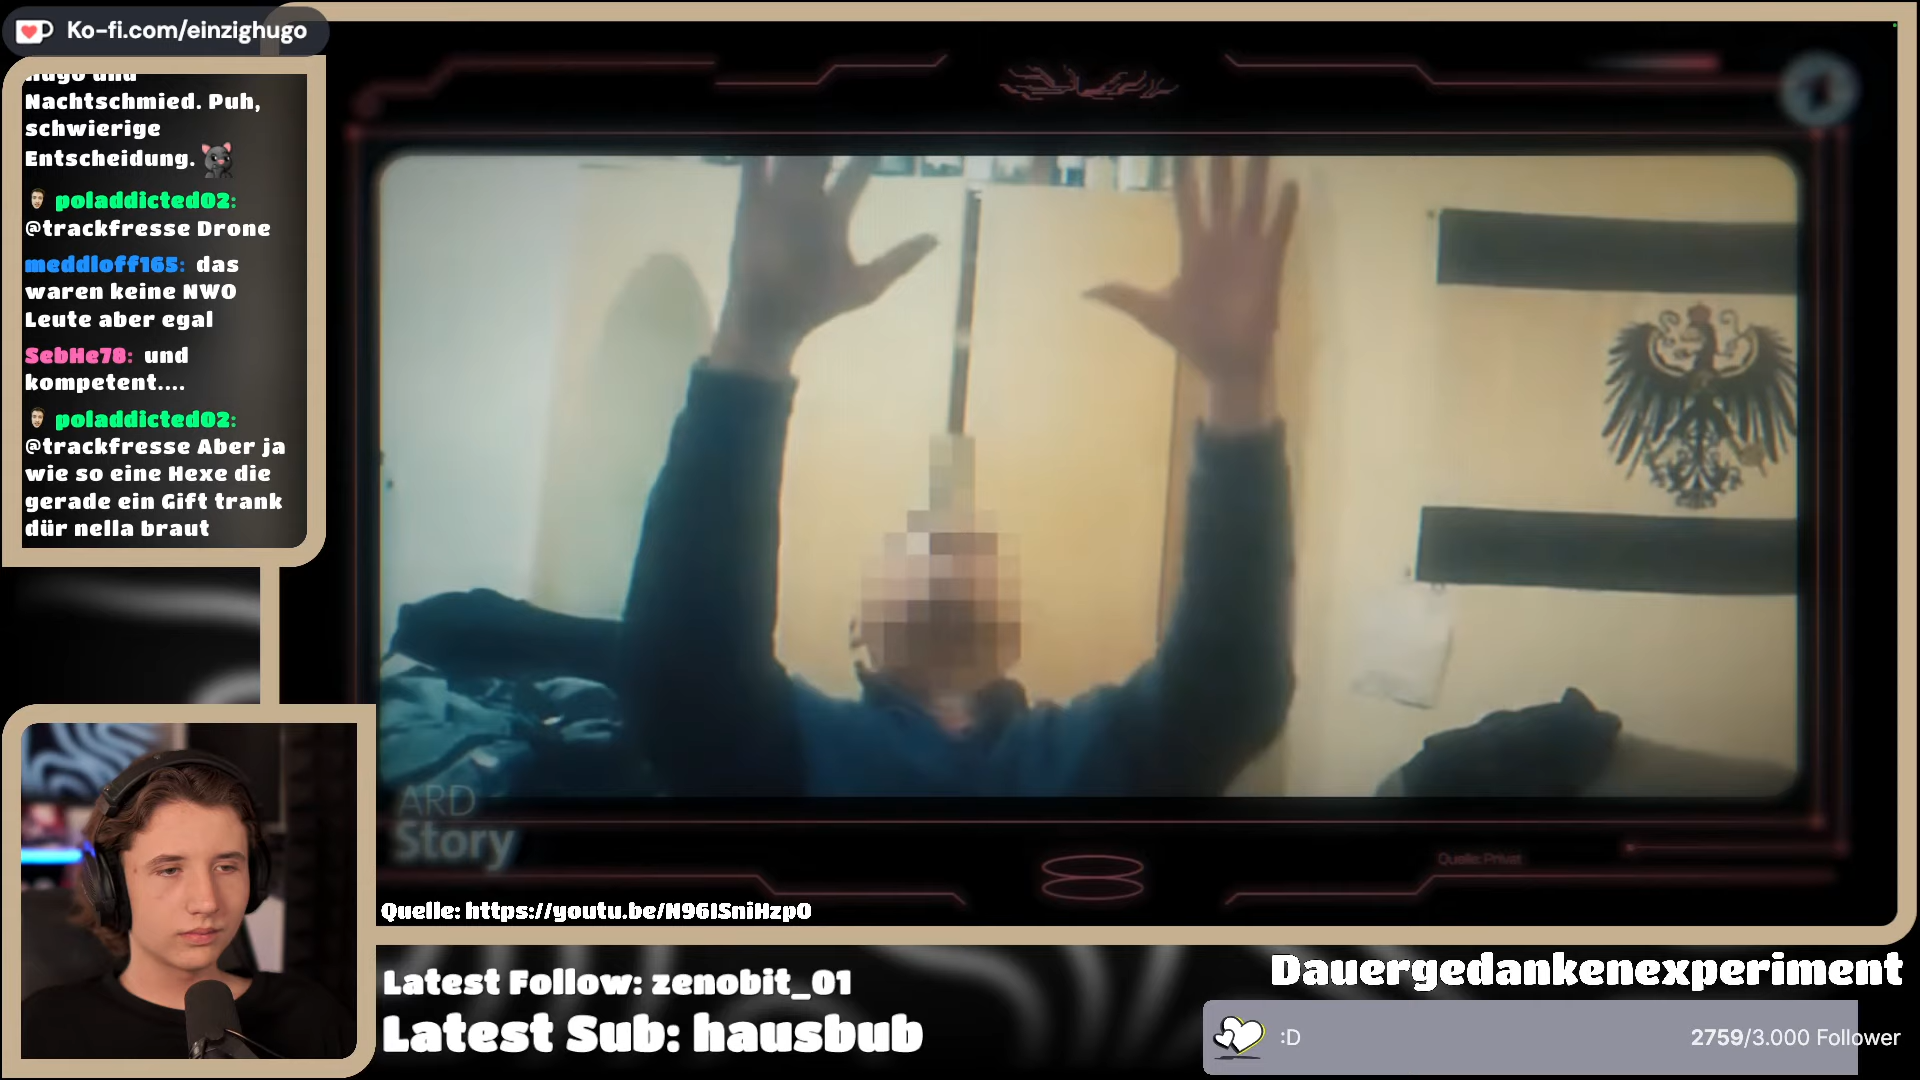 Ko-fi.com/einzighugo
Hugo und
Nachtschmied. Puh,
schwierige
Entscheidung.
poladdicted02:
@trackfresse Drone
meddloff165: das
waren keine NWO
Leute aber egal
SebHe78: und
kompetent....
poladdicted02:
@trackfresse Aber ja
wie so eine Hexe die
gerade ein Gift trank
dür nella braut
ARD
Story
Quelle: Privat
Quelle: https://youtu.be/N96ISniHzp0
Latest Follow: zenobit_01
Latest Sub: hausbub
Dauergedankenexperiment
:D
2759/3.000 Follower